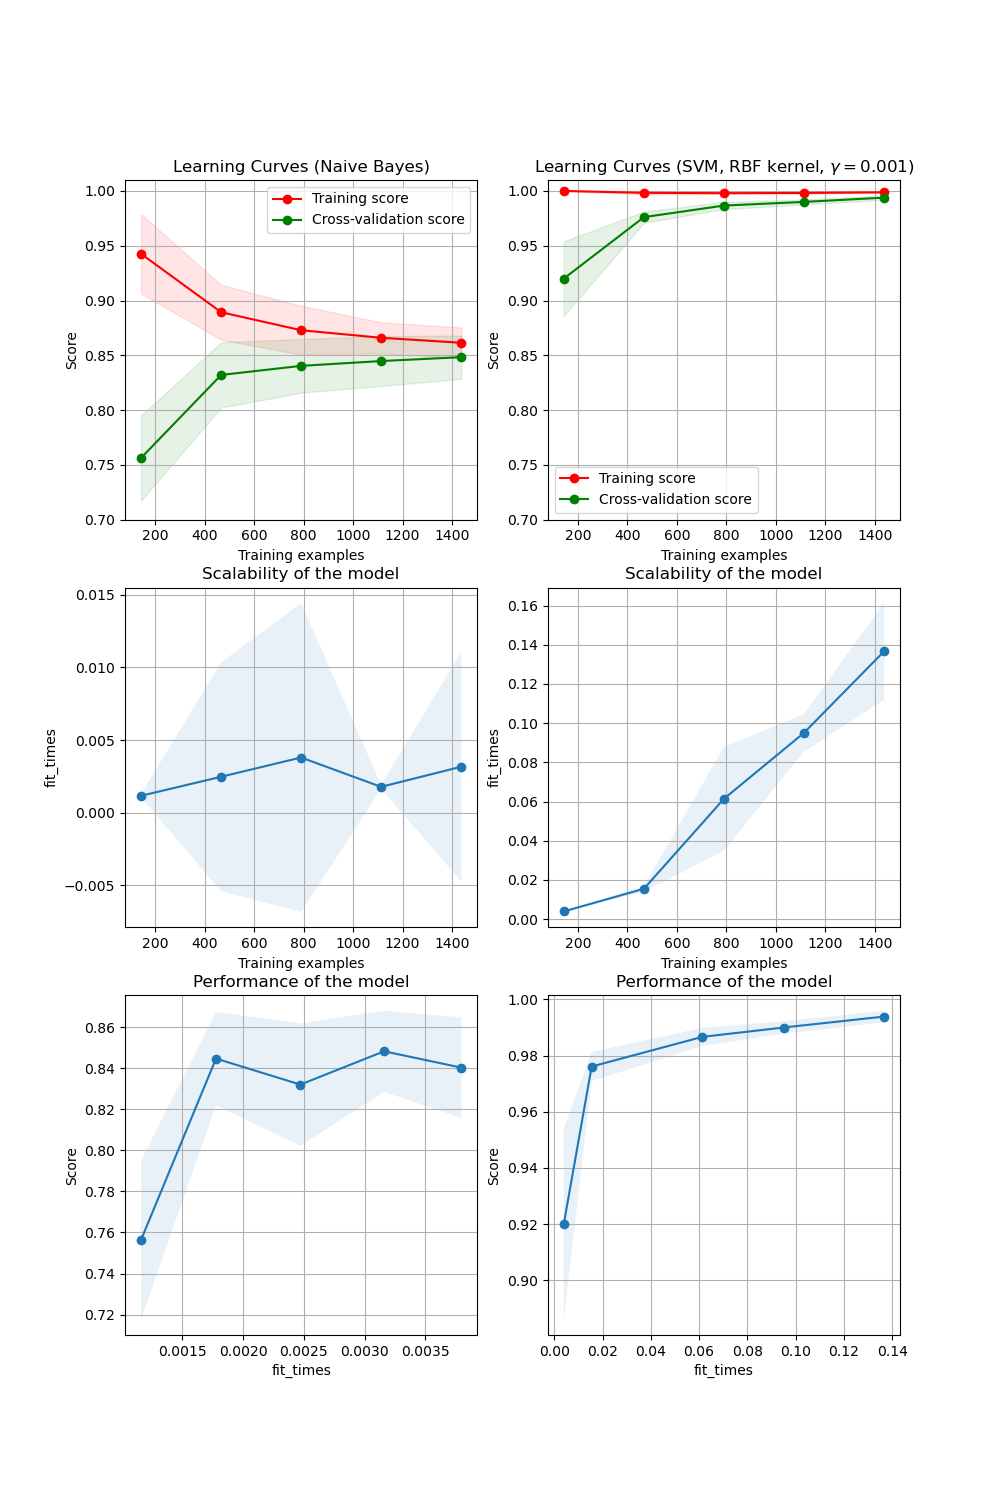 Learning Curves (Naive Bayes)
Score
1.00
0.95
0.90
0.85
0.80
0.75
0.70
Training score
Cross-validation score
200 400 600 800 1000 1200 1400
Training examples
Learning Curves (SVM, RBF kernel, γ = 0.001)
Score
1.00
0.95
0.90
0.85
0.80
0.75
0.70
Training score
Cross-validation score
200 400 600 800 1000 1200 1400
Training examples
Scalability of the model
fit_times
0.015
0.010
0.005
0.000
−0.005
200 400 600 800 1000 1200 1400
Training examples
Scalability of the model
fit_times
0.16
0.14
0.12
0.10
0.08
0.06
0.04
0.02
0.00
200 400 600 800 1000 1200 1400
Training examples
Performance of the model
Score
0.86
0.84
0.82
0.80
0.78
0.76
0.74
0.72
0.0015 0.0020 0.0025 0.0030 0.0035
fit_times
Performance of the model
Score
1.00
0.98
0.96
0.94
0.92
0.90
0.00 0.02 0.04 0.06 0.08 0.10 0.12 0.14
fit_times